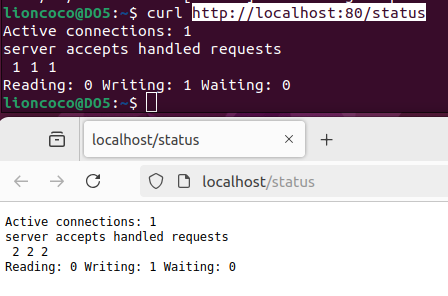 lioncoco@DO5:~$ curl http://localhost:80/status
Active connections: 1
server accepts handled requests
 1 1 1
Reading: 0 Writing: 1 Waiting: 0
lioncoco@DO5:~$
localhost/status
localhost/status
Active connections: 1
server accepts handled requests
 2 2 2
Reading: 0 Writing: 1 Waiting: 0